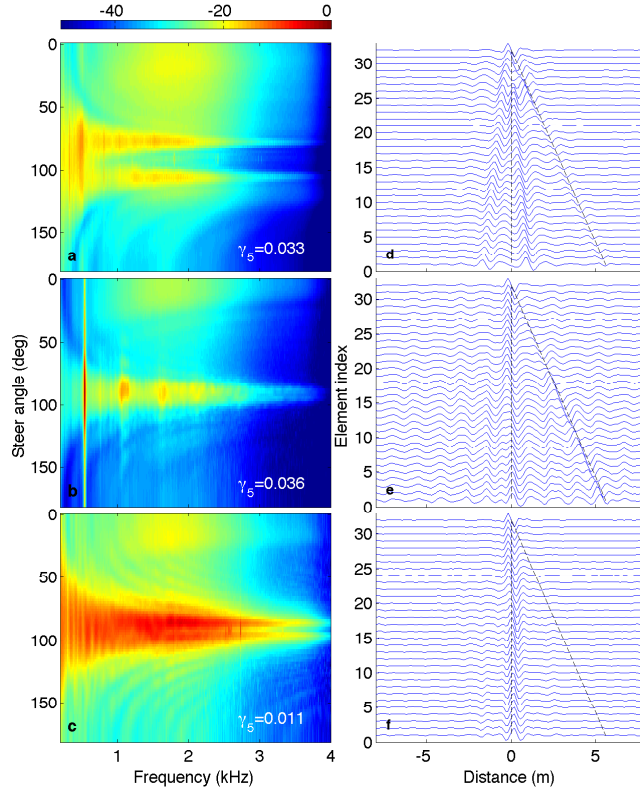 -40 -20 0
0
50
100
150
a
γ5=0.033
0
50
100
150
b
γ5=0.036
0
50
100
150
c
γ5=0.011
1 2 3 4
Frequency (kHz)
Steer angle (deg)
30
25
20
15
10
5
0
d
30
25
20
15
10
5
0
e
30
25
20
15
10
5
0
f
-5 0 5
Distance (m)
Element index